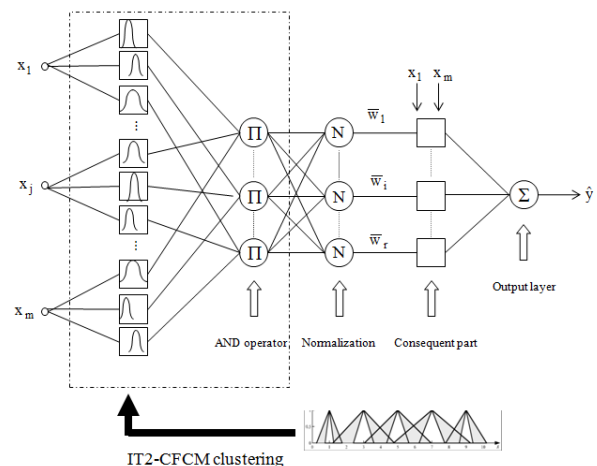 x1
xj
xm
Π
Π
Π
N
N
N
w̅1
w̅i
w̅r
x1 xm
Σ
ŷ
AND operator
Normalization
Consequent part
Output layer
IT2-CFCM clustering